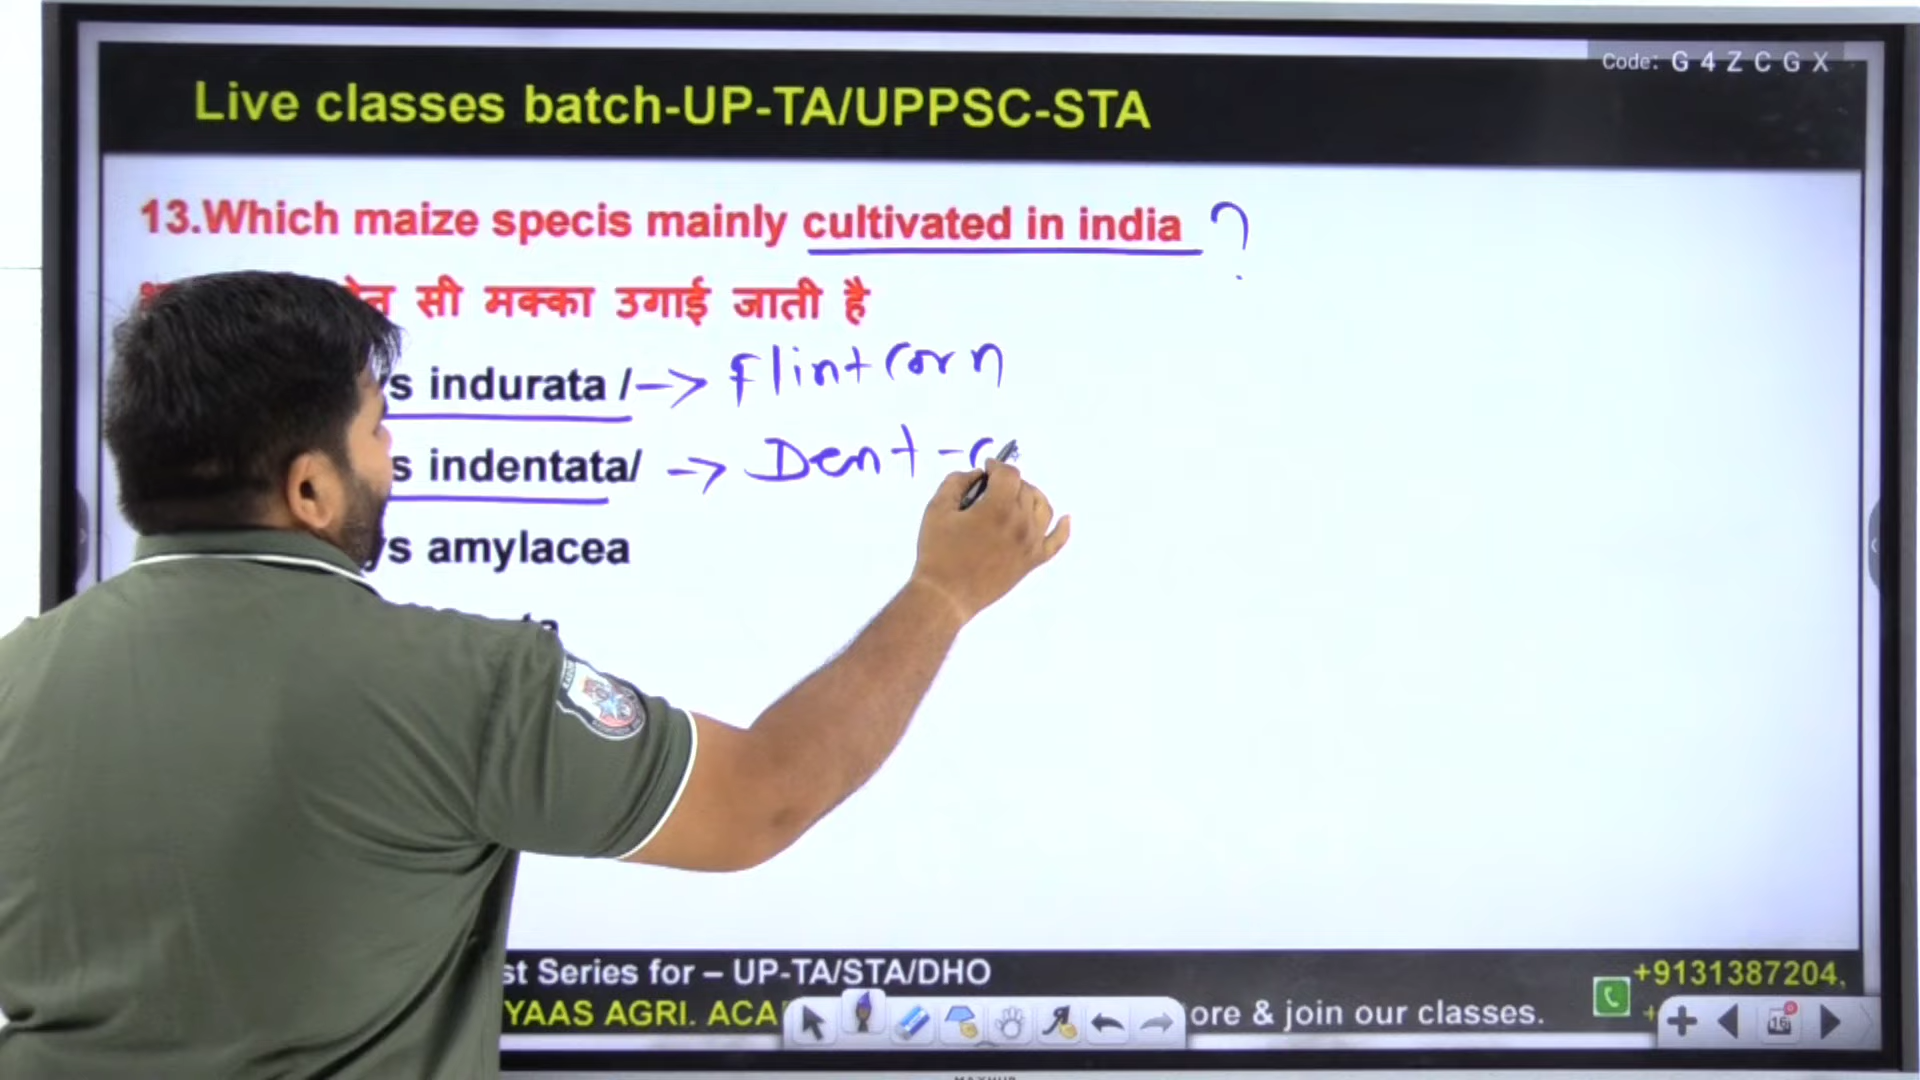 Code: G 4 Z C G X
Live classes batch-UP-TA/UPPSC-STA
13.Which maize specis mainly cultivated in india ?
सी मक्का उगाई जाती है
indurata /-> flint corn
indentata/ -> Dent-c
amylacea
st Series for – UP-TA/STA/DHO
+9131387204,
YAAS AGRI. ACA
ore & join our classes.